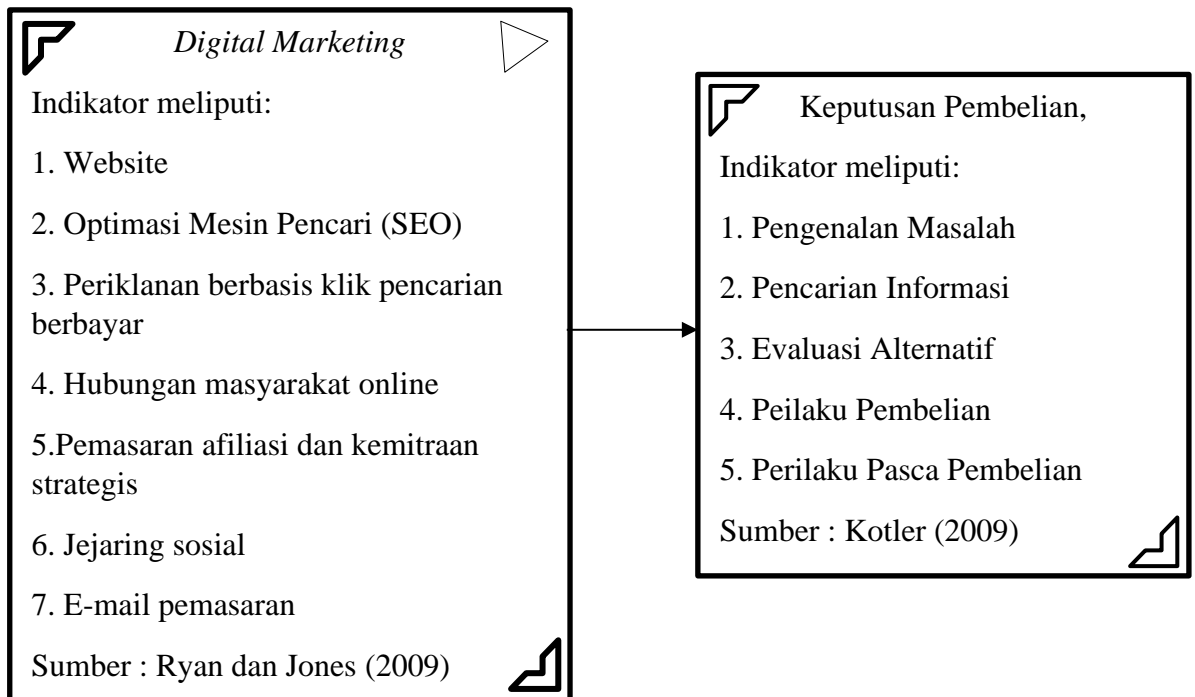 Digital Marketing
Indikator meliputi:
1. Website
2. Optimasi Mesin Pencari (SEO)
3. Periklanan berbasis klik pencarian
berbayar
4. Hubungan masyarakat online
5.Pemasaran afiliasi dan kemitraan
strategis
6. Jejaring sosial
7. E-mail pemasaran
Sumber : Ryan dan Jones (2009)
Keputusan Pembelian,
Indikator meliputi:
1. Pengenalan Masalah
2. Pencarian Informasi
3. Evaluasi Alternatif
4. Peilaku Pembelian
5. Perilaku Pasca Pembelian
Sumber : Kotler (2009)